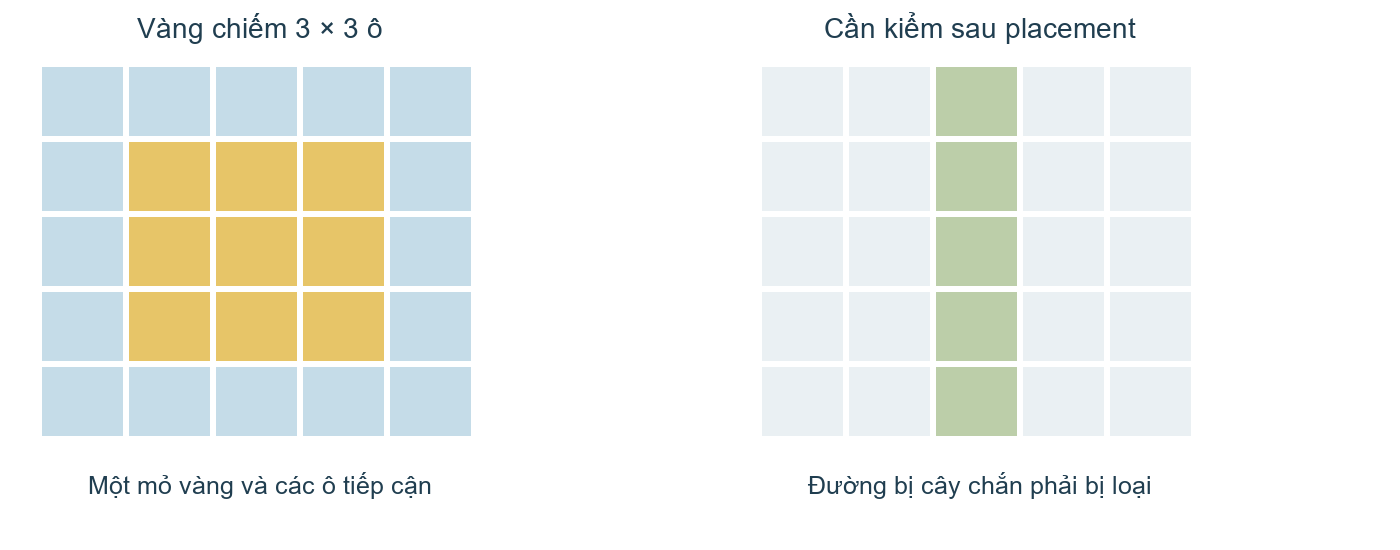 Vàng chiếm 3 × 3 ô
Cần kiểm sau placement
Một mỏ vàng và các ô tiếp cận
Đường bị cây chắn phải bị loại